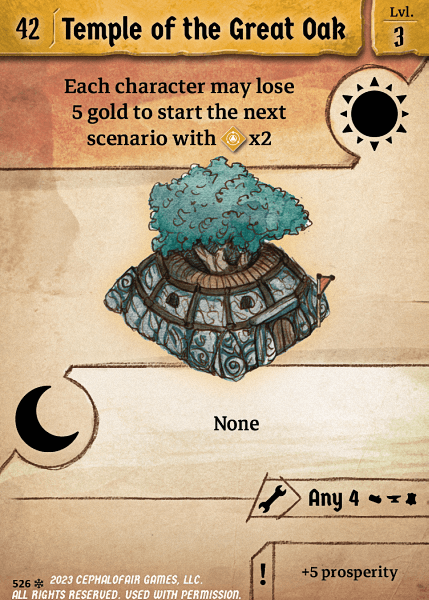 42 Temple of the Great Oak
Lvl.
3
Each character may lose
5 gold to start the next
scenario with x2
None
Any 4
! +5 prosperity
526 ✼ 2023 CEPHALOFAIR GAMES, LLC.
ALL RIGHTS RESERVED. USED WITH PERMISSION.